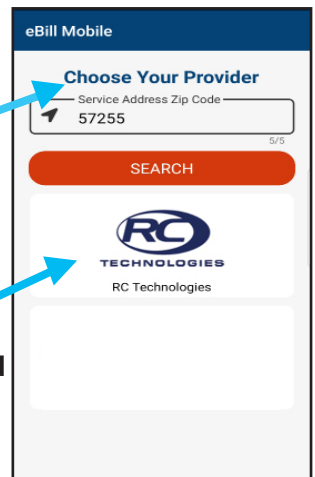 eBill Mobile
Choose Your Provider
Service Address Zip Code
57255
5/5
SEARCH
RC
TECHNOLOGIES
RC Technologies